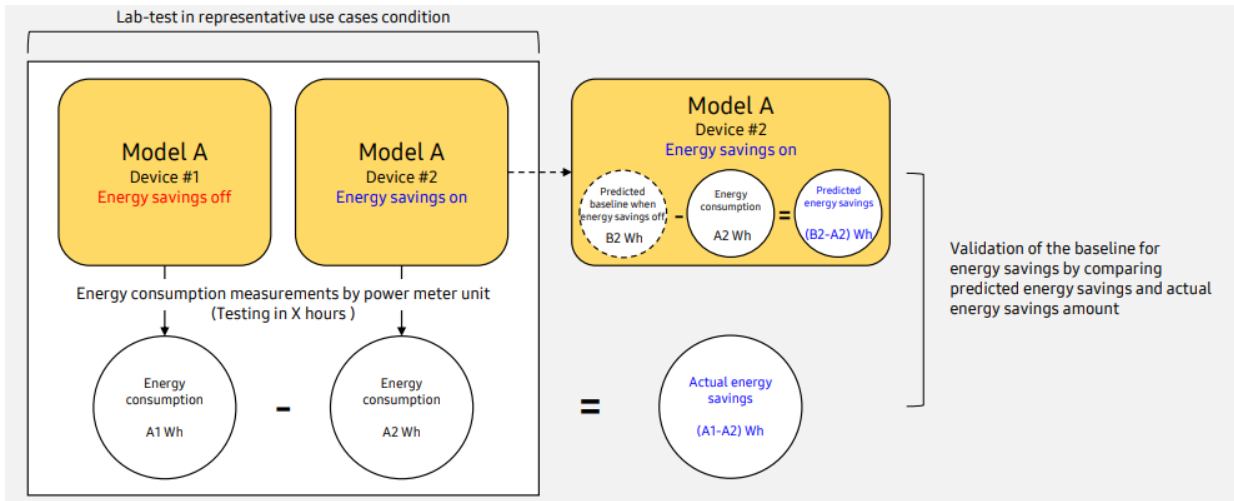 Lab-test in representative use cases condition
Model A
Device #1
Energy savings off
Model A
Device #2
Energy savings on
Model A
Device #2
Energy savings on
Predicted
baseline when
energy savings off
B2 Wh
-
Energy
consumption
A2 Wh
=
Predicted
energy savings
(B2-A2) Wh
Energy consumption measurements by power meter unit
(Testing in X hours )
Energy
consumption
A1 Wh
-
Energy
consumption
A2 Wh
=
Actual energy
savings
(A1-A2) Wh
Validation of the baseline for
energy savings by comparing
predicted energy savings and actual
energy savings amount